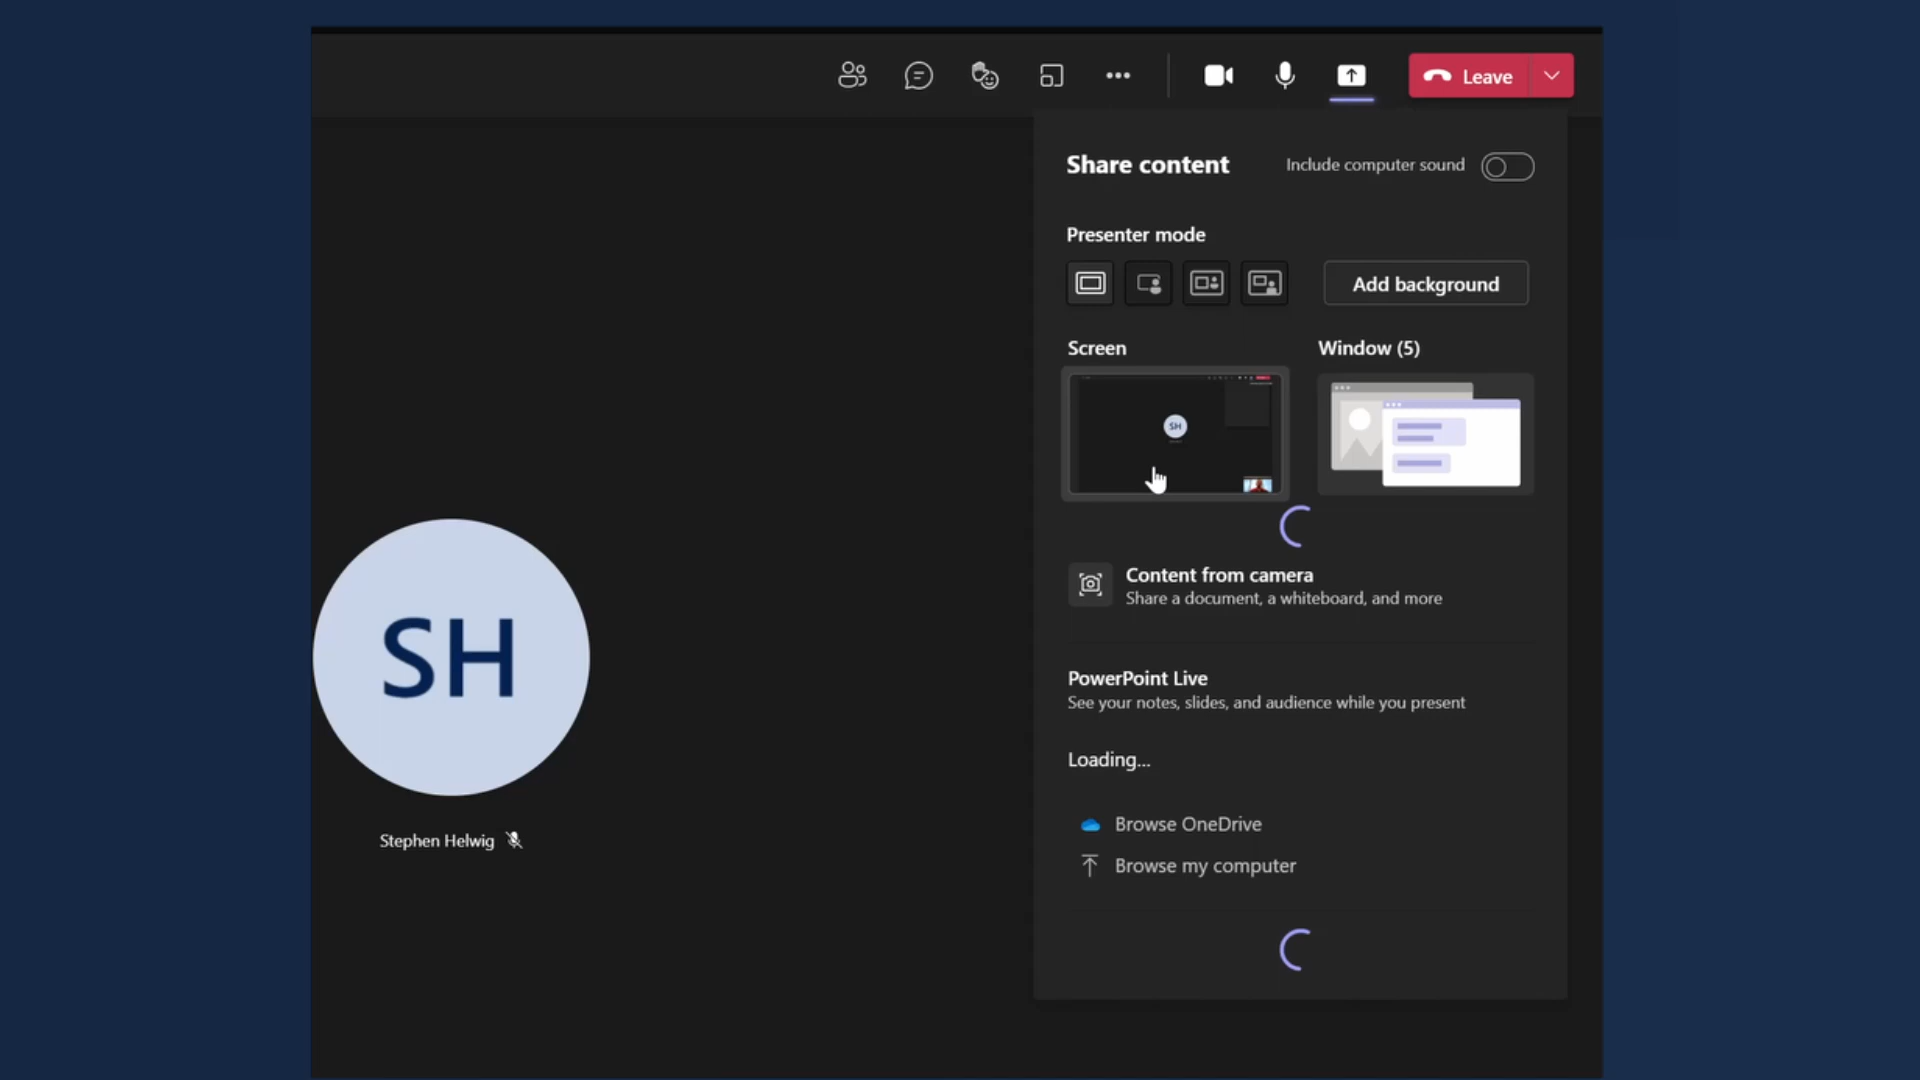 Leave
Share content
Include computer sound
Presenter mode
Add background
Screen
Window (5)
SH
Content from camera
Share a document, a whiteboard, and more
SH
PowerPoint Live
See your notes, slides, and audience while you present
Loading...
Stephen Helwig
Browse OneDrive
Browse my computer